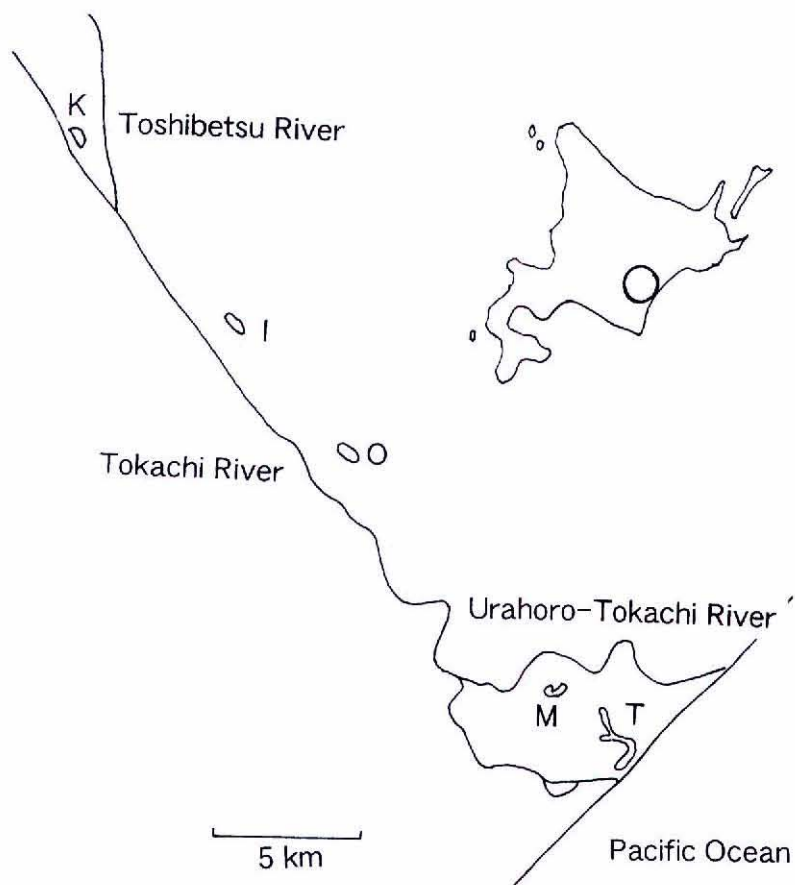 K
Toshibetsu River
I
Tokachi River
O
Urahoro-Tokachi River
M
T
5 km
Pacific Ocean